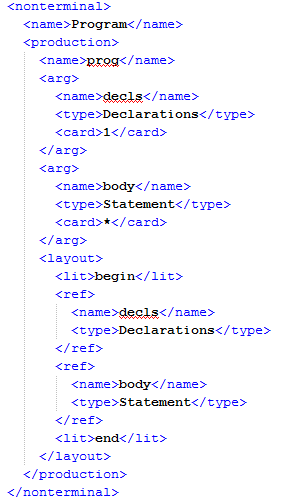 <nonterminal>
<name>Program</name>
<production>
<name>prog</name>
<arg>
<name>decls</name>
<type>Declarations</type>
<card>1</card>
</arg>
<arg>
<name>body</name>
<type>Statement</type>
<card>*</card>
</arg>
<layout>
<lit>begin</lit>
<ref>
<name>decls</name>
<type>Declarations</type>
</ref>
<ref>
<name>body</name>
<type>Statement</type>
</ref>
<lit>end</lit>
</layout>
</production>
</nonterminal>